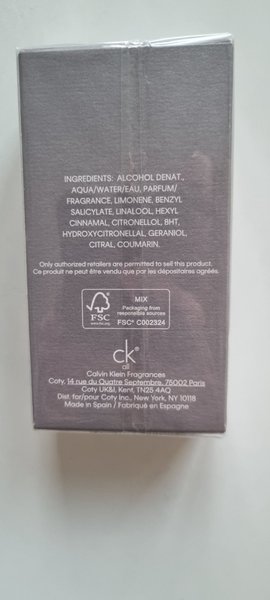 INGREDIENTS: ALCOHOL DENAT.,
AQUA/WATER/EAU, PARFUM/
FRAGRANCE, LIMONENE, BENZYL
SALICYLATE, LINALOOL, HEXYL
CINNAMAL, CITRONELLOL, BHT,
HYDROXYCITRONELLAL, GERANIOL,
CITRAL, COUMARIN.
Only authorized retailers are permitted to sell this product.
Ce produit ne peut être vendu que par les dépositaires agréés.
FSC
www.fsc.org
MIX
Packaging from
responsible sources
FSC® C002324
ck®
all
Calvin Klein Fragrances
Coty, 14 rue du Quatre Septembre, 75002 Paris
Coty UK&I, Kent, TN25 4AQ
Dist. for/pour Coty Inc., New York, NY 10118
Made in Spain / Fabriqué en Espagne